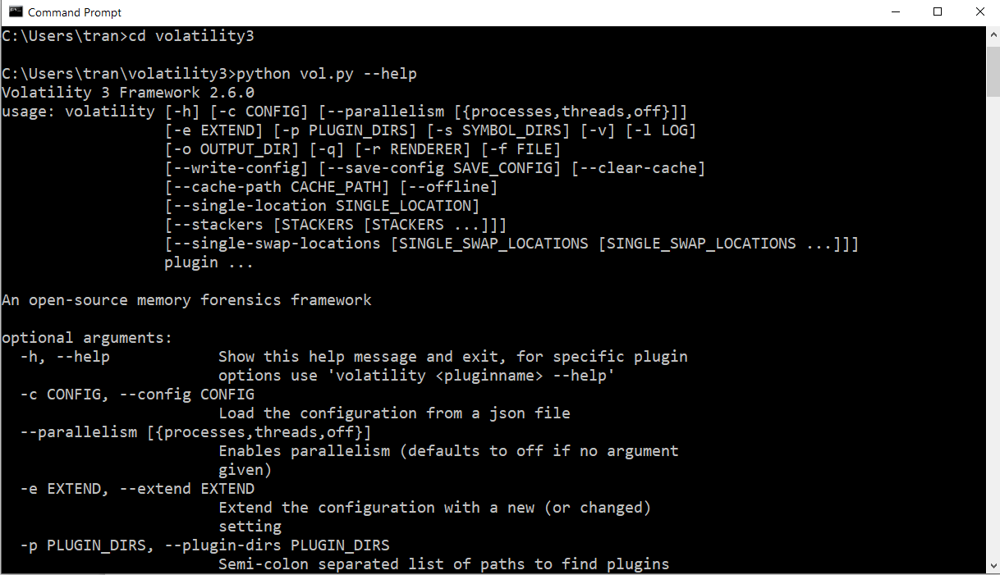 Command Prompt
C:\Users\tran>cd volatility3
C:\Users\tran\volatility3>python vol.py --help
Volatility 3 Framework 2.6.0
usage: volatility [-h] [-c CONFIG] [--parallelism [{processes,threads,off}]]
[-e EXTEND] [-p PLUGIN_DIRS] [-s SYMBOL_DIRS] [-v] [-l LOG]
[-o OUTPUT_DIR] [-q] [-r RENDERER] [-f FILE]
[--write-config] [--save-config SAVE_CONFIG] [--clear-cache]
[--cache-path CACHE_PATH] [--offline]
[--single-location SINGLE_LOCATION]
[--stackers [STACKERS [STACKERS ...]]]
[--single-swap-locations [SINGLE_SWAP_LOCATIONS [SINGLE_SWAP_LOCATIONS ...]]]
plugin ...
An open-source memory forensics framework
optional arguments:
-h, --help Show this help message and exit, for specific plugin
options use 'volatility <pluginname> --help'
-c CONFIG, --config CONFIG
Load the configuration from a json file
--parallelism [{processes,threads,off}]
Enables parallelism (defaults to off if no argument
given)
-e EXTEND, --extend EXTEND
Extend the configuration with a new (or changed)
setting
-p PLUGIN_DIRS, --plugin-dirs PLUGIN_DIRS
Semi-colon separated list of paths to find plugins